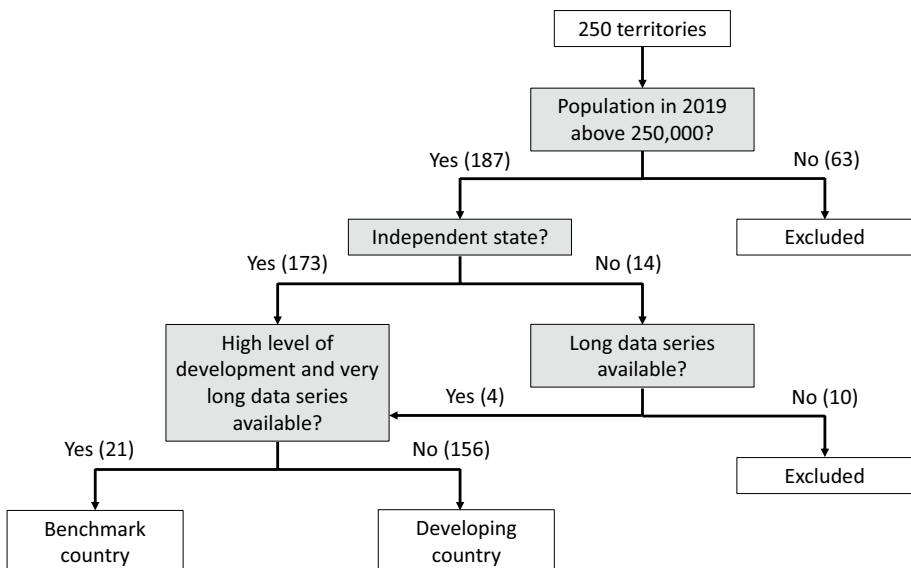 250 territories
Population in 2019
above 250,000?
Yes (187)
No (63)
Independent state?
Excluded
Yes (173)
No (14)
High level of
development and very
long data series
available?
Long data series
available?
Yes (4)
No (10)
Yes (21)
No (156)
Excluded
Benchmark
country
Developing
country